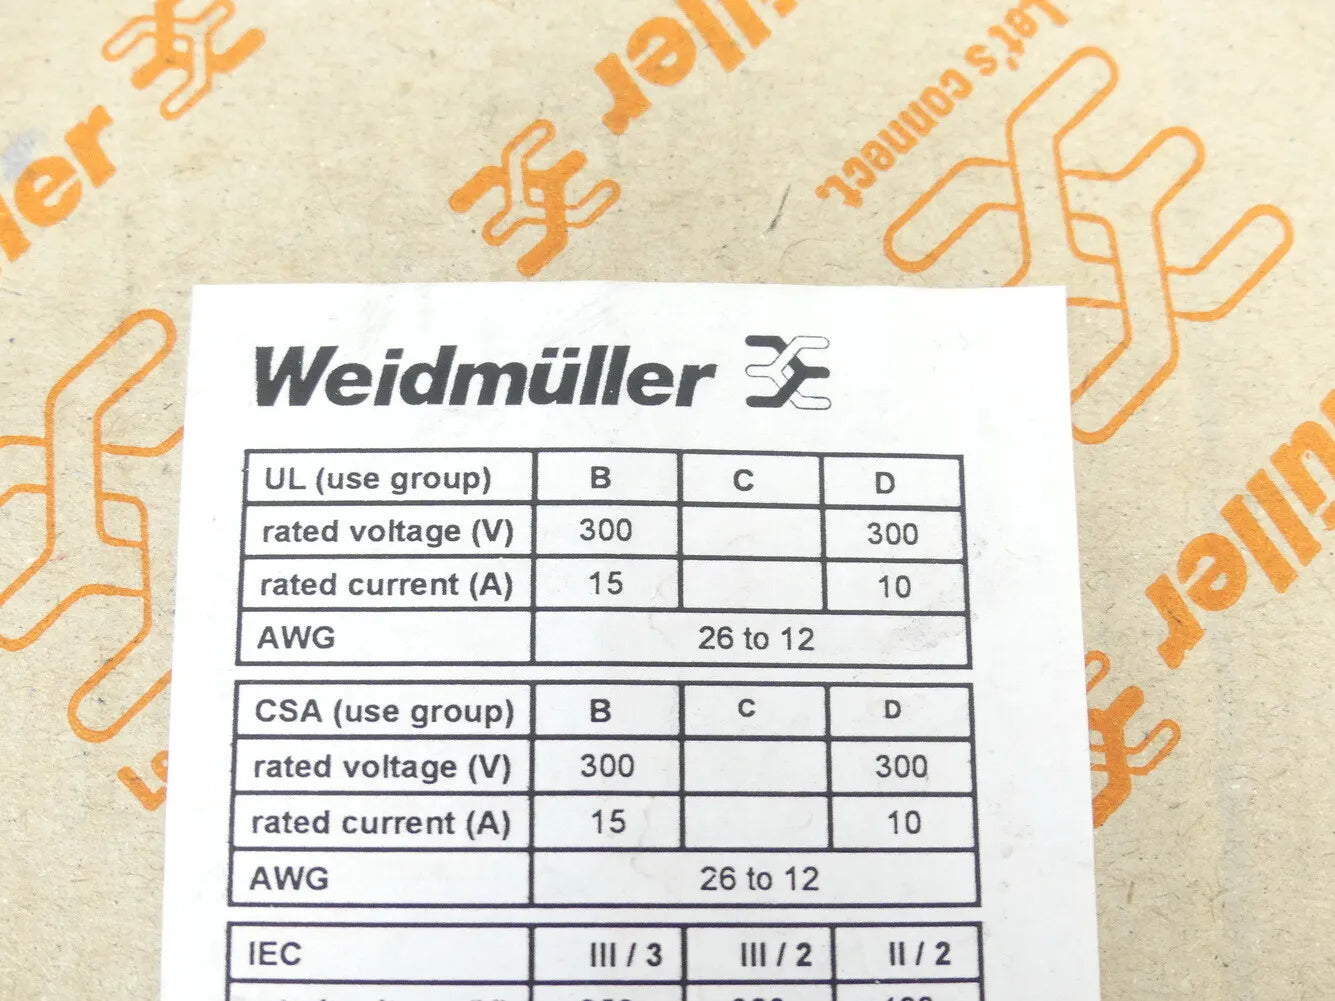 Let's connect.
Weidmüller
UL (use group) B C D
rated voltage (V) 300 300
rated current (A) 15 10
AWG 26 to 12
CSA (use group) B C D
rated voltage (V) 300 300
rated current (A) 15 10
AWG 26 to 12
IEC III / 3 III / 2 II / 2